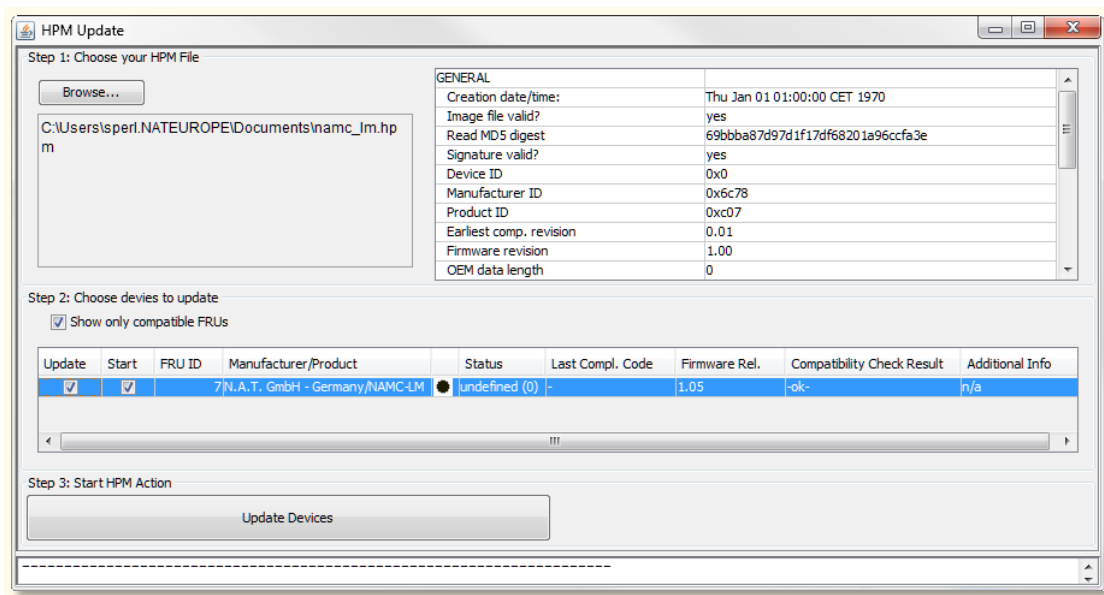 HPM Update
Step 1: Choose your HPM File
Browse...
C:\Users\sperl.NATEUROPE\Documents\namc_lm.hp
m
GENERAL
Creation date/time: Thu Jan 01 01:00:00 CET 1970
Image file valid? yes
Read MD5 digest 69bbba87d97d1f17df68201a96ccfa3e
Signature valid? yes
Device ID 0x0
Manufacturer ID 0x6c78
Product ID 0xc07
Earliest comp. revision 0.01
Firmware revision 1.00
OEM data length 0
Step 2: Choose devies to update
Show only compatible FRUs
Update Start FRU ID Manufacturer/Product Status Last Compl. Code Firmware Rel. Compatibility Check Result Additional Info
7 N.A.T. GmbH - Germany/NAMC-LM undefined (0) - 1.05 -ok- n/a
Step 3: Start HPM Action
Update Devices
------------------------------------------------------------------------